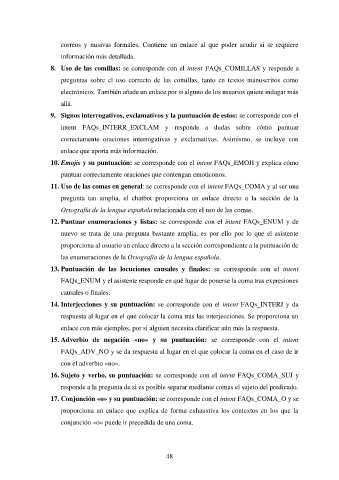 correos y misivas formales. Contiene un enlace al que poder acudir si se requiere
información más detallada.
8. Uso de las comillas: se corresponde con el intent FAQs_COMILLAS y responde a
preguntas sobre el uso correcto de las comillas, tanto en textos manuscritos como
electrónicos. También añade un enlace por si alguno de los usuarios quiere indagar más
allá.
9. Signos interrogativos, exclamativos y la puntuación de estos: se corresponde con el
intent FAQs_INTERR_EXCLAM y responde a dudas sobre cómo puntuar
correctamente oraciones interrogativas y exclamativas. Asimismo, se incluye con
enlace que aporta más información.
10. Emojis y su puntuación: se corresponde con el intent FAQs_EMOJI y explica cómo
puntuar correctamente oraciones que contengan emoticonos.
11. Uso de las comas en general: se corresponde con el intent FAQs_COMA y al ser una
pregunta tan amplia, el chatbot proporciona un enlace directo a la sección de la
Ortografía de la lengua española relacionada con el uso de las comas.
12. Puntuar enumeraciones y listas: se corresponde con el intent FAQs_ENUM y de
nuevo se trata de una pregunta bastante amplia, es por ello por lo que el asistente
proporciona al usuario un enlace directo a la sección correspondiente a la puntuación de
las enumeraciones de la Ortografía de la lengua española.
13. Puntuación de las locuciones causales y finales: se corresponde con el intent
FAQs_ENUM y el asistente responde en qué lugar de ponerse la coma tras expresiones
causales o finales.
14. Interjecciones y su puntuación: se corresponde con el intent FAQs_INTERJ y da
respuesta al lugar en el que colocar la coma tras las interjecciones. Se proporciona un
enlace con más ejemplos, por si alguien necesita clarificar aún más la respuesta.
15. Adverbio de negación «no» y su puntuación: se corresponde con el intent
FAQs_ADV_NO y se da respuesta al lugar en el que colocar la coma en el caso de ir
con el adverbio «no».
16. Sujeto y verbo, su puntuación: se corresponde con el intent FAQs_COMA_SUJ y
responde a la pregunta de si es posible separar mediante comas el sujeto del predicado.
17. Conjunción «o» y su puntuación: se corresponde con el intent FAQs_COMA_O y se
proporciona un enlace que explica de forma exhaustiva los contextos en los que la
conjunción «o» puede ir precedida de una coma.
48